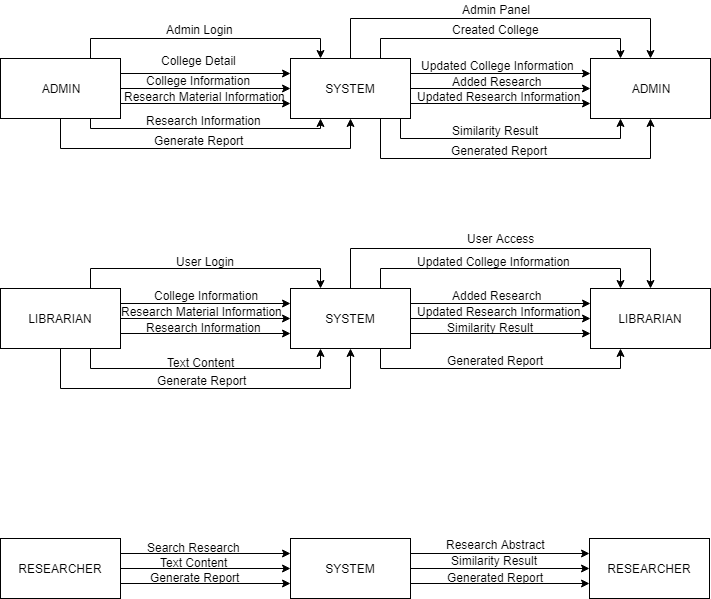 Admin Panel
Admin Login
Created College
College Detail
Updated College Information
College Information
Added Research
ADMIN
SYSTEM
ADMIN
Research Material Information
Updated Research Information
Research Information
Similarity Result
Generate Report
Generated Report
User Access
User Login
Updated College Information
College Information
Added Research
Research Material Information
Updated Research Information
LIBRARIAN
SYSTEM
LIBRARIAN
Research Information
Similarity Result
Text Content
Generated Report
Generate Report
Search Research
Research Abstract
Text Content
Similarity Result
RESEARCHER
SYSTEM
RESEARCHER
Generate Report
Generated Report